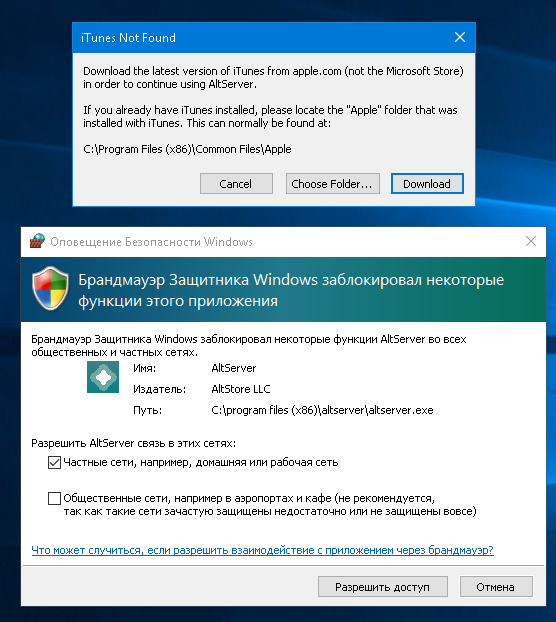 iTunes Not Found
Download the latest version of iTunes from apple.com (not the Microsoft Store)
in order to continue using AltServer.
If you already have iTunes installed, please locate the "Apple" folder that was
installed with iTunes. This can normally be found at:
C:\Program Files (x86)\Common Files\Apple
Cancel
Choose Folder...
Download
Оповещение Безопасности Windows
Брандмауэр Защитника Windows заблокировал некоторые
функции этого приложения
Брандмауэр Защитника Windows заблокировал некоторые функции AltServer во всех
общественных и частных сетях.
Имя: AltServer
Издатель: AltStore LLC
Путь: C:\program files (x86)\altserver\altserver.exe
Разрешить AltServer связь в этих сетях:
Частные сети, например, домашняя или рабочая сеть
Общественные сети, например в аэропортах и кафе (не рекомендуется,
так как такие сети зачастую защищены недостаточно или не защищены вовсе)
Что может случиться, если разрешить взаимодействие с приложением через брандмауэр?
Разрешить доступ
Отмена